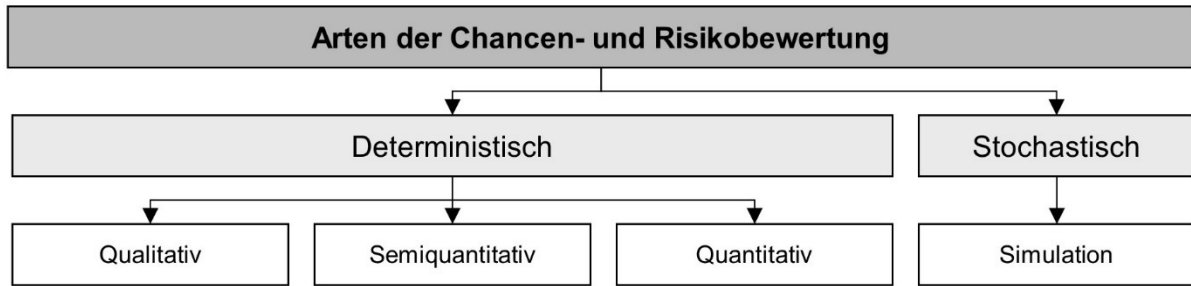 Arten der Chancen- und Risikobewertung
Deterministisch
Stochastisch
Qualitativ
Semiquantitativ
Quantitativ
Simulation